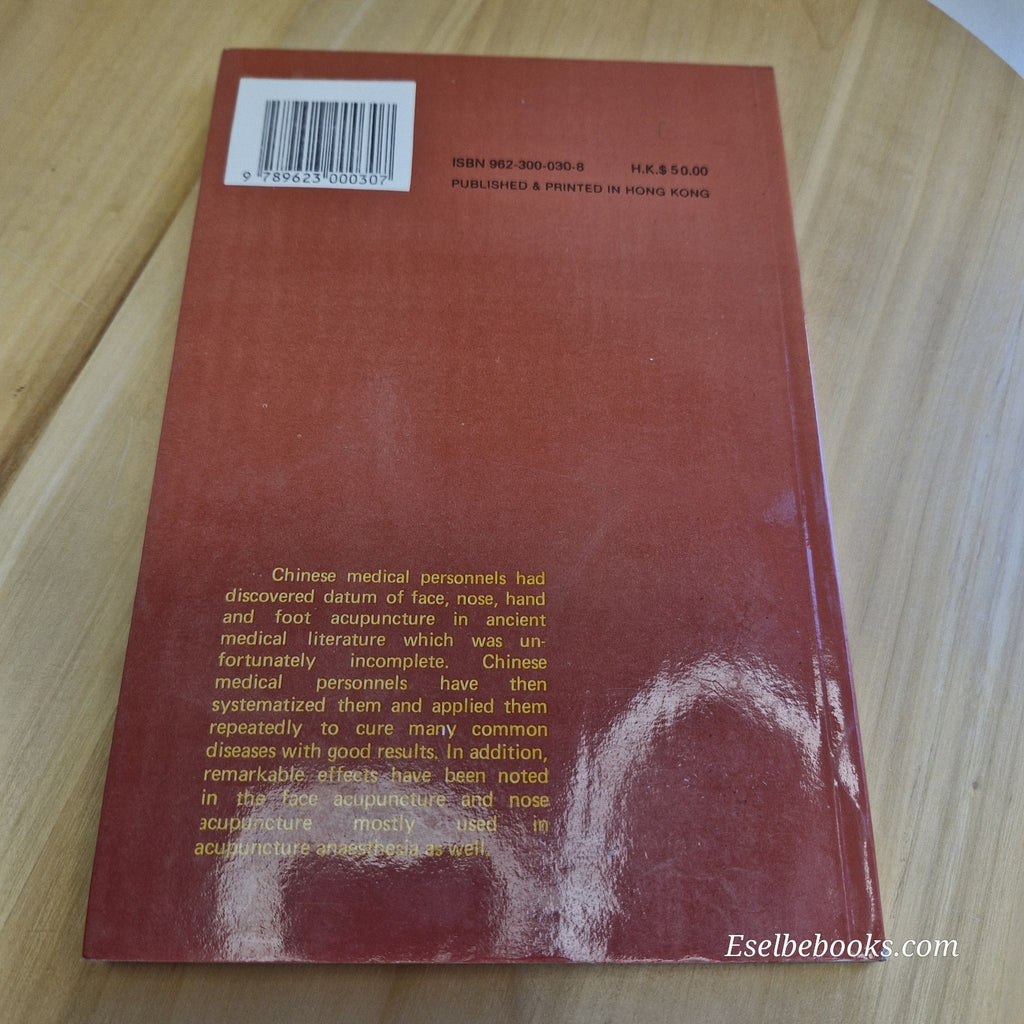 9 789623 000307
ISBN 962-300-030-8 H.K.$ 50.00
PUBLISHED & PRINTED IN HONG KONG
Chinese medical personnels had
discovered datum of face, nose, hand
and foot acupuncture in ancient
medical literature which was un-
fortunately incomplete. Chinese
medical personnels have then
systematized them and applied them
repeatedly to cure many common
diseases with good results. In addition,
remarkable effects have been noted
in the face acupuncture and nose
acupuncture mostly used in
acupuncture anaesthesia as well.
Eselbebooks.com